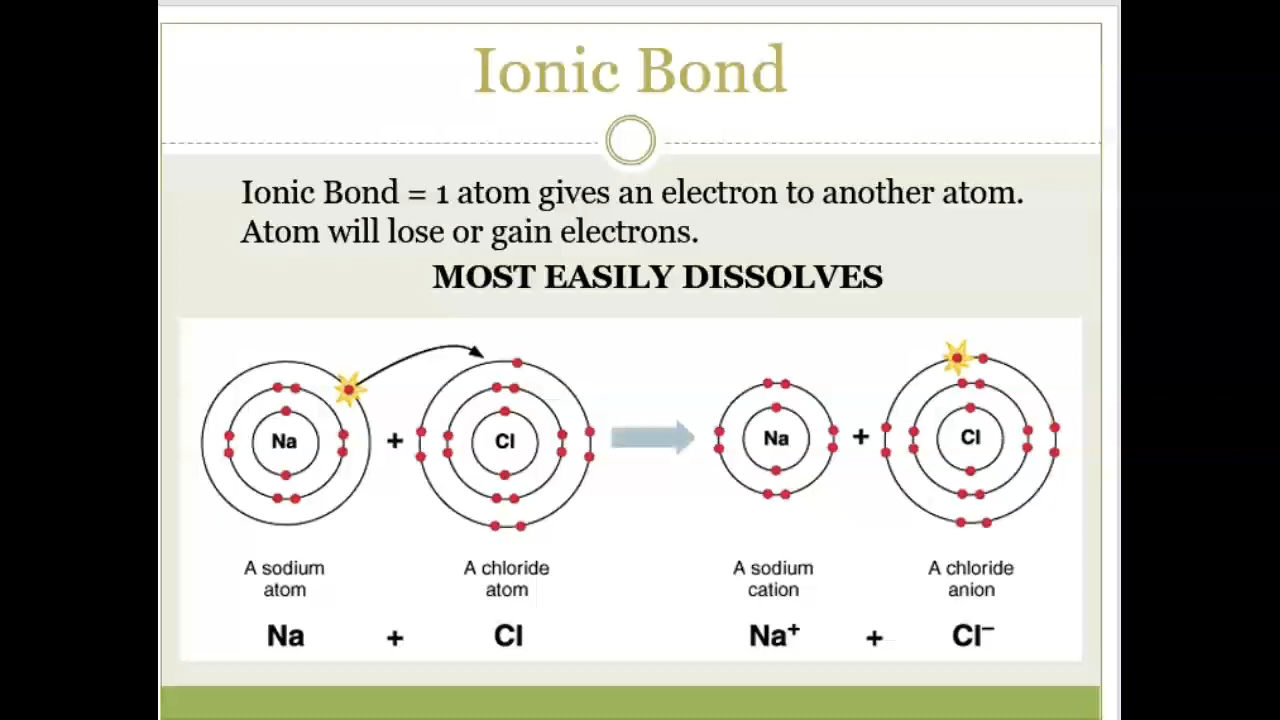 Ionic Bond
Ionic Bond = 1 atom gives an electron to another atom.
Atom will lose or gain electrons.
MOST EASILY DISSOLVES
Na + Cl Na + Cl
A sodium atom
A chloride atom
A sodium cation
A chloride anion
Na + Cl Na⁺ + Cl⁻